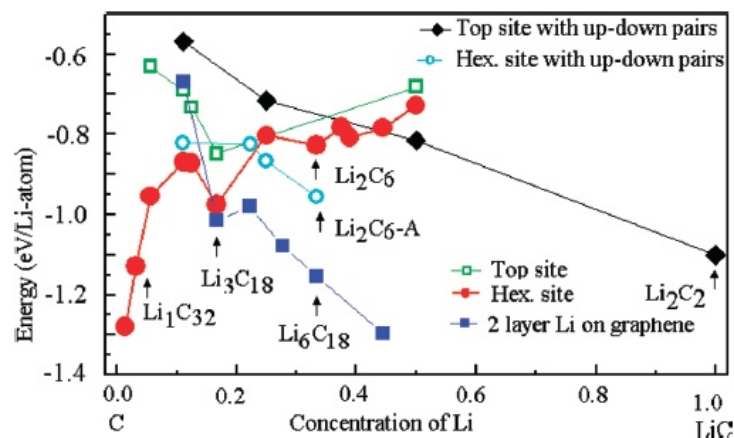 Top site with up-down pairs
Hex. site with up-down pairs
-0.6
-0.8
-1.0
-1.2
-1.4
Energy (eV/Li-atom)
Li₂C₆
Li₂C₆-A
Li₃C₁₈
Li₁C₃₂
Li₆C₁₈
Li₂C₂
Top site
Hex. site
2 layer Li on graphene
0.0 0.2 0.4 0.6 0.8 1.0
C Concentration of Li LiC